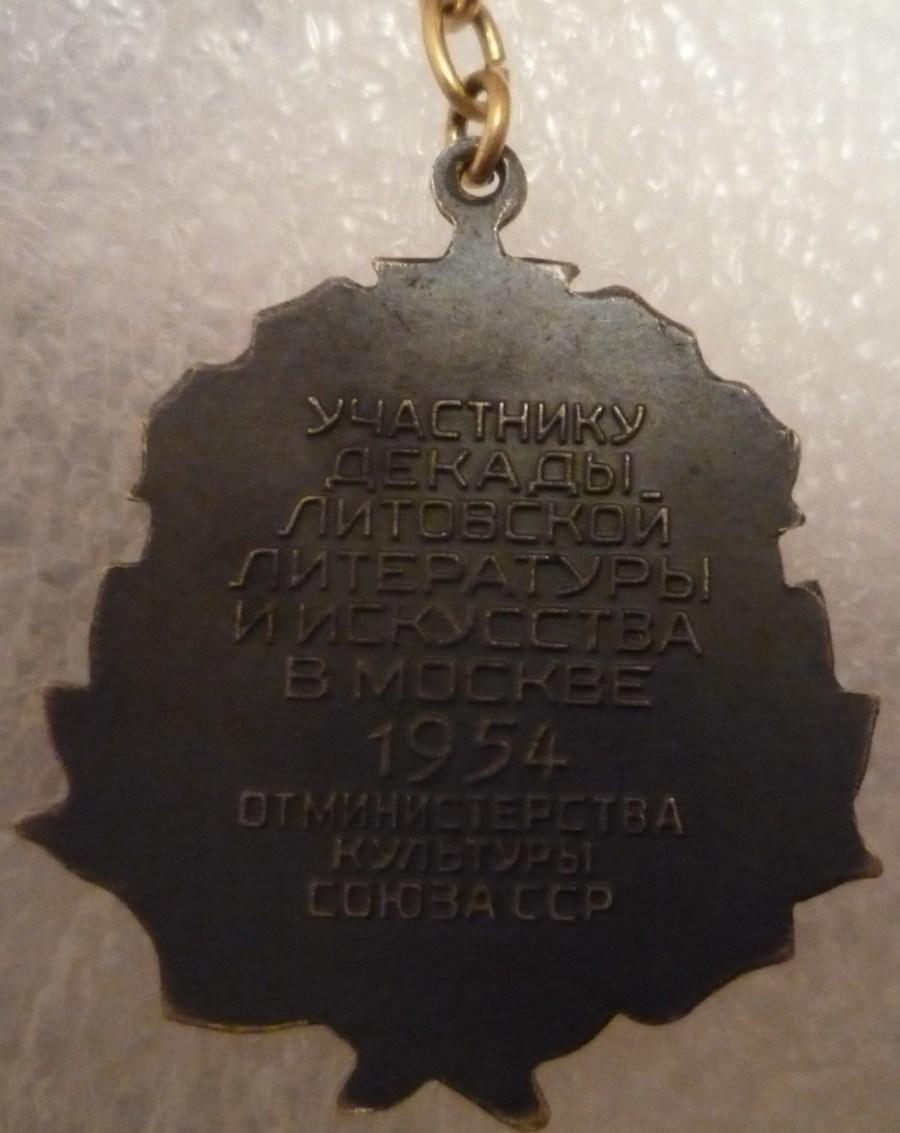 УЧАСТНИКУ
ДЕКАДЫ
ЛИТОВСКОЙ
ЛИТЕРАТУРЫ
И ИСКУССТВА
В МОСКВЕ
1954
ОТ МИНИСТЕРСТВА
КУЛЬТУРЫ
СОЮЗА ССР